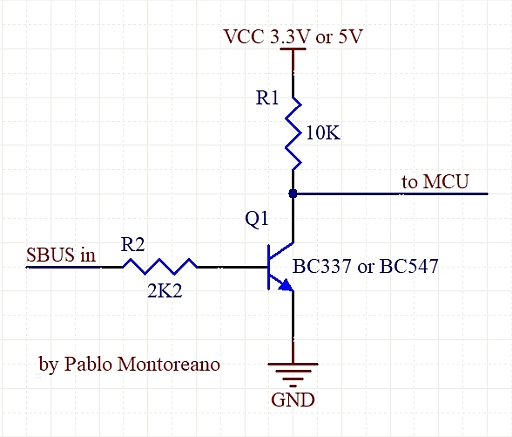 VCC 3.3V or 5V
R1
10K
to MCU
Q1
SBUS in
R2
BC337 or BC547
2K2
by Pablo Montoreano
GND